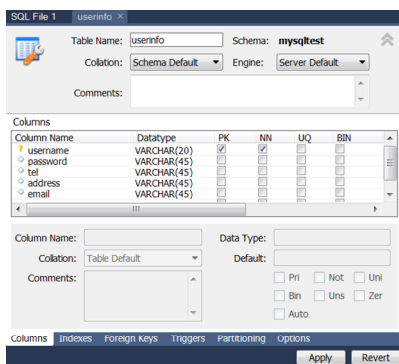 SQL File 1 userinfo ×
Table Name: userinfo Schema: mysqltest
Collation: Schema Default Engine: Server Default
Comments:
Columns
Column Name Datatype PK NN UQ BIN
username VARCHAR(20)
password VARCHAR(45)
tel VARCHAR(45)
address VARCHAR(45)
email VARCHAR(45)
Column Name: Data Type:
Collation: Table Default Default:
Comments: Pri Not Uni
Bin Uns Zer
Auto
Columns Indexes Foreign Keys Triggers Partitioning Options
Apply Revert